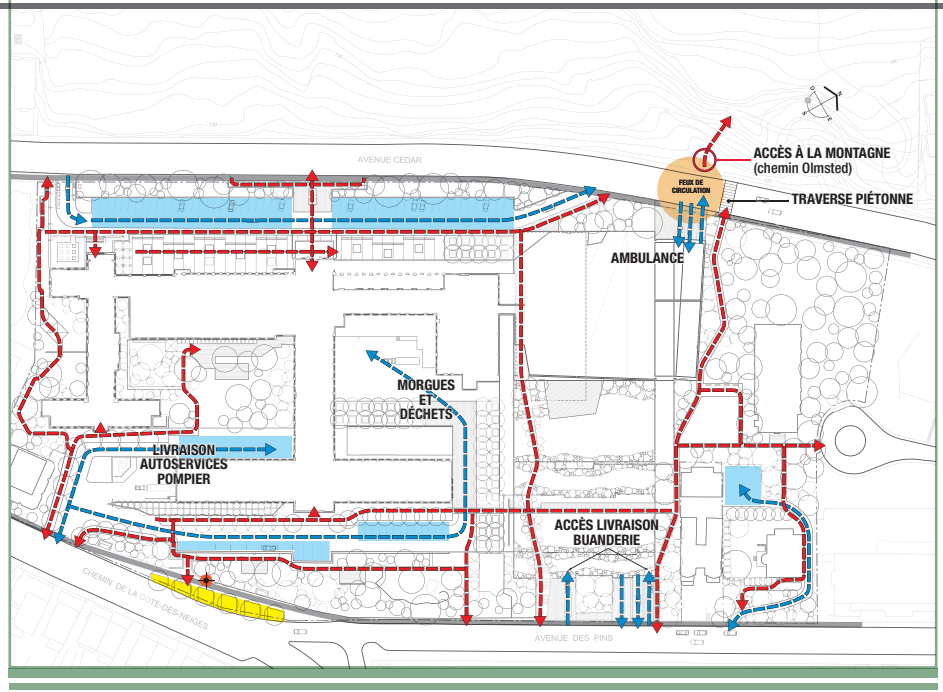 AVENUE CEDAR
ACCÈS À LA MONTAGNE
(chemin Olmsted)
FEUX DE
CIRCULATION
TRAVERSE PIÉTONNE
AMBULANCE
MORGUES
ET
DÉCHETS
LIVRAISON
AUTOSERVICES
POMPIER
ACCÈS LIVRAISON
BUANDERIE
CHEMIN DE LA COTE-DES-NEIGES
AVENUE DES PINS